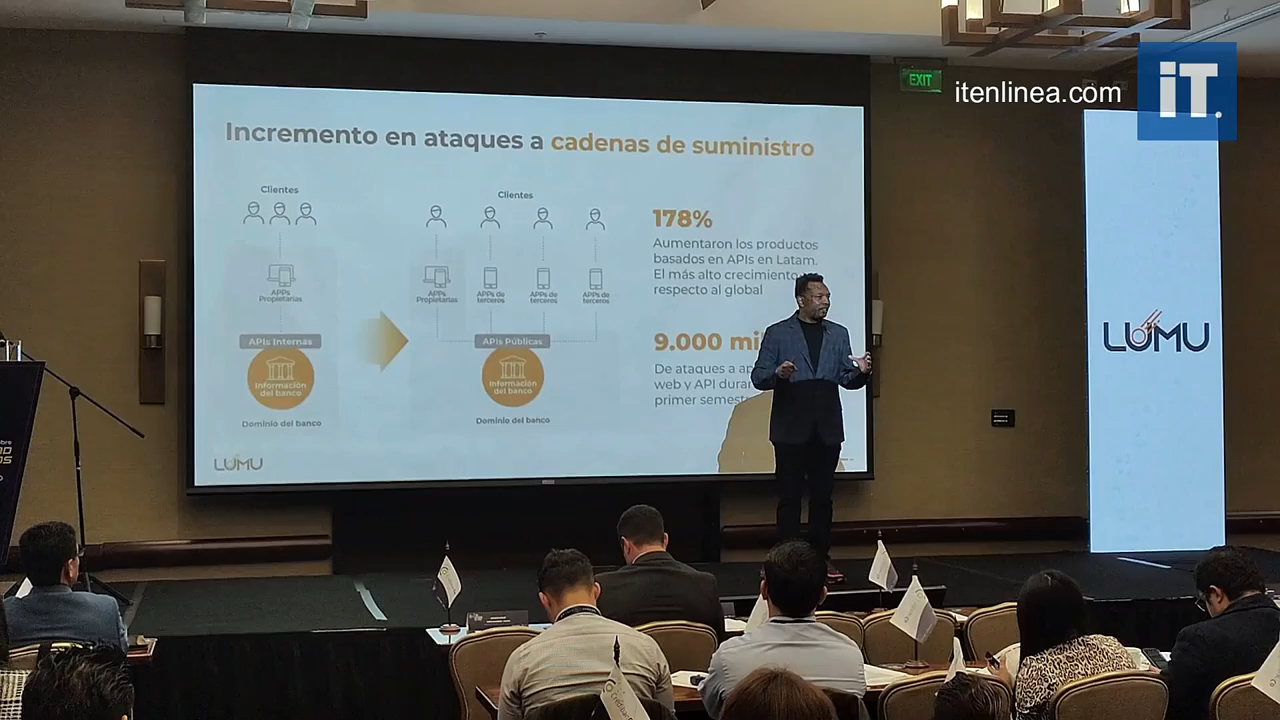 itenlinea.com
iT.
EXIT
Incremento en ataques a cadenas de suministro
Clientes
APPs
Propietarias
APIs Internas
Información
del banco
Dominio del banco
Clientes
APPs
Propietarias
APPs de
terceros
APPs de
terceros
APPs de
terceros
APIs Públicas
Información
del banco
Dominio del banco
178%
Aumentaron los productos
basados en APIs en Latam.
El más alto crecimiento
respecto al global
9.000
De ataques a
web y API
primer
LUMU
LUMU